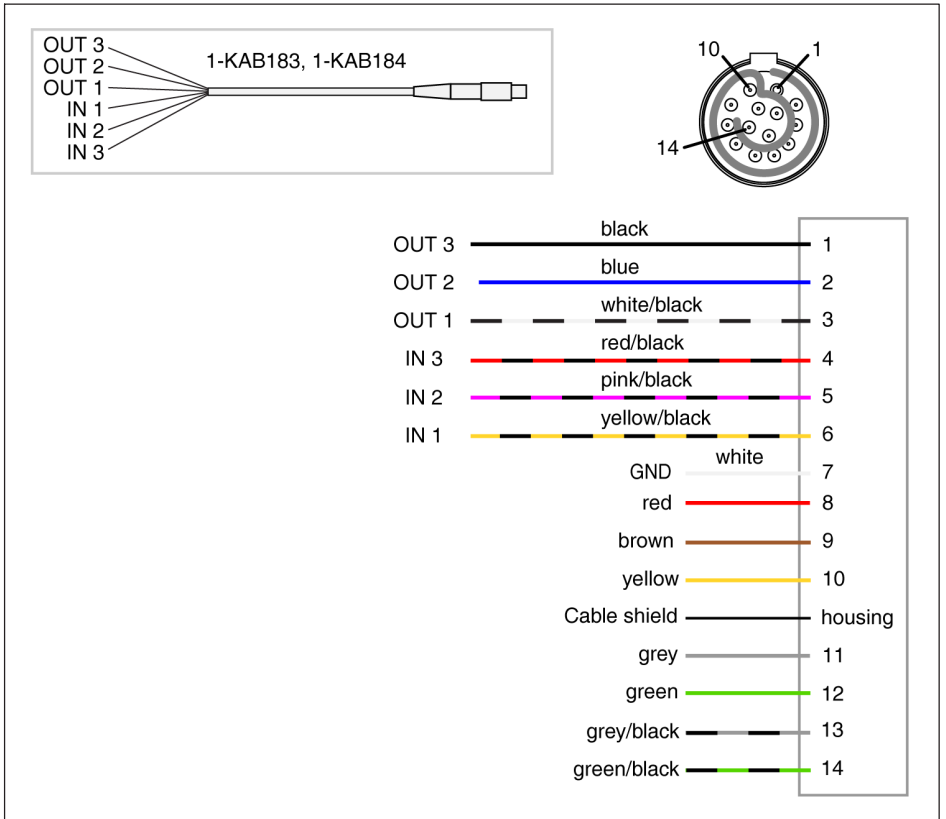 OUT 3
OUT 2
OUT 1
IN 1
IN 2
IN 3
1-KAB183, 1-KAB184
10
1
14
OUT 3 black 1
OUT 2 blue 2
OUT 1 white/black 3
IN 3 red/black 4
IN 2 pink/black 5
IN 1 yellow/black 6
GND white 7
red 8
brown 9
yellow 10
Cable shield housing
grey 11
green 12
grey/black 13
green/black 14